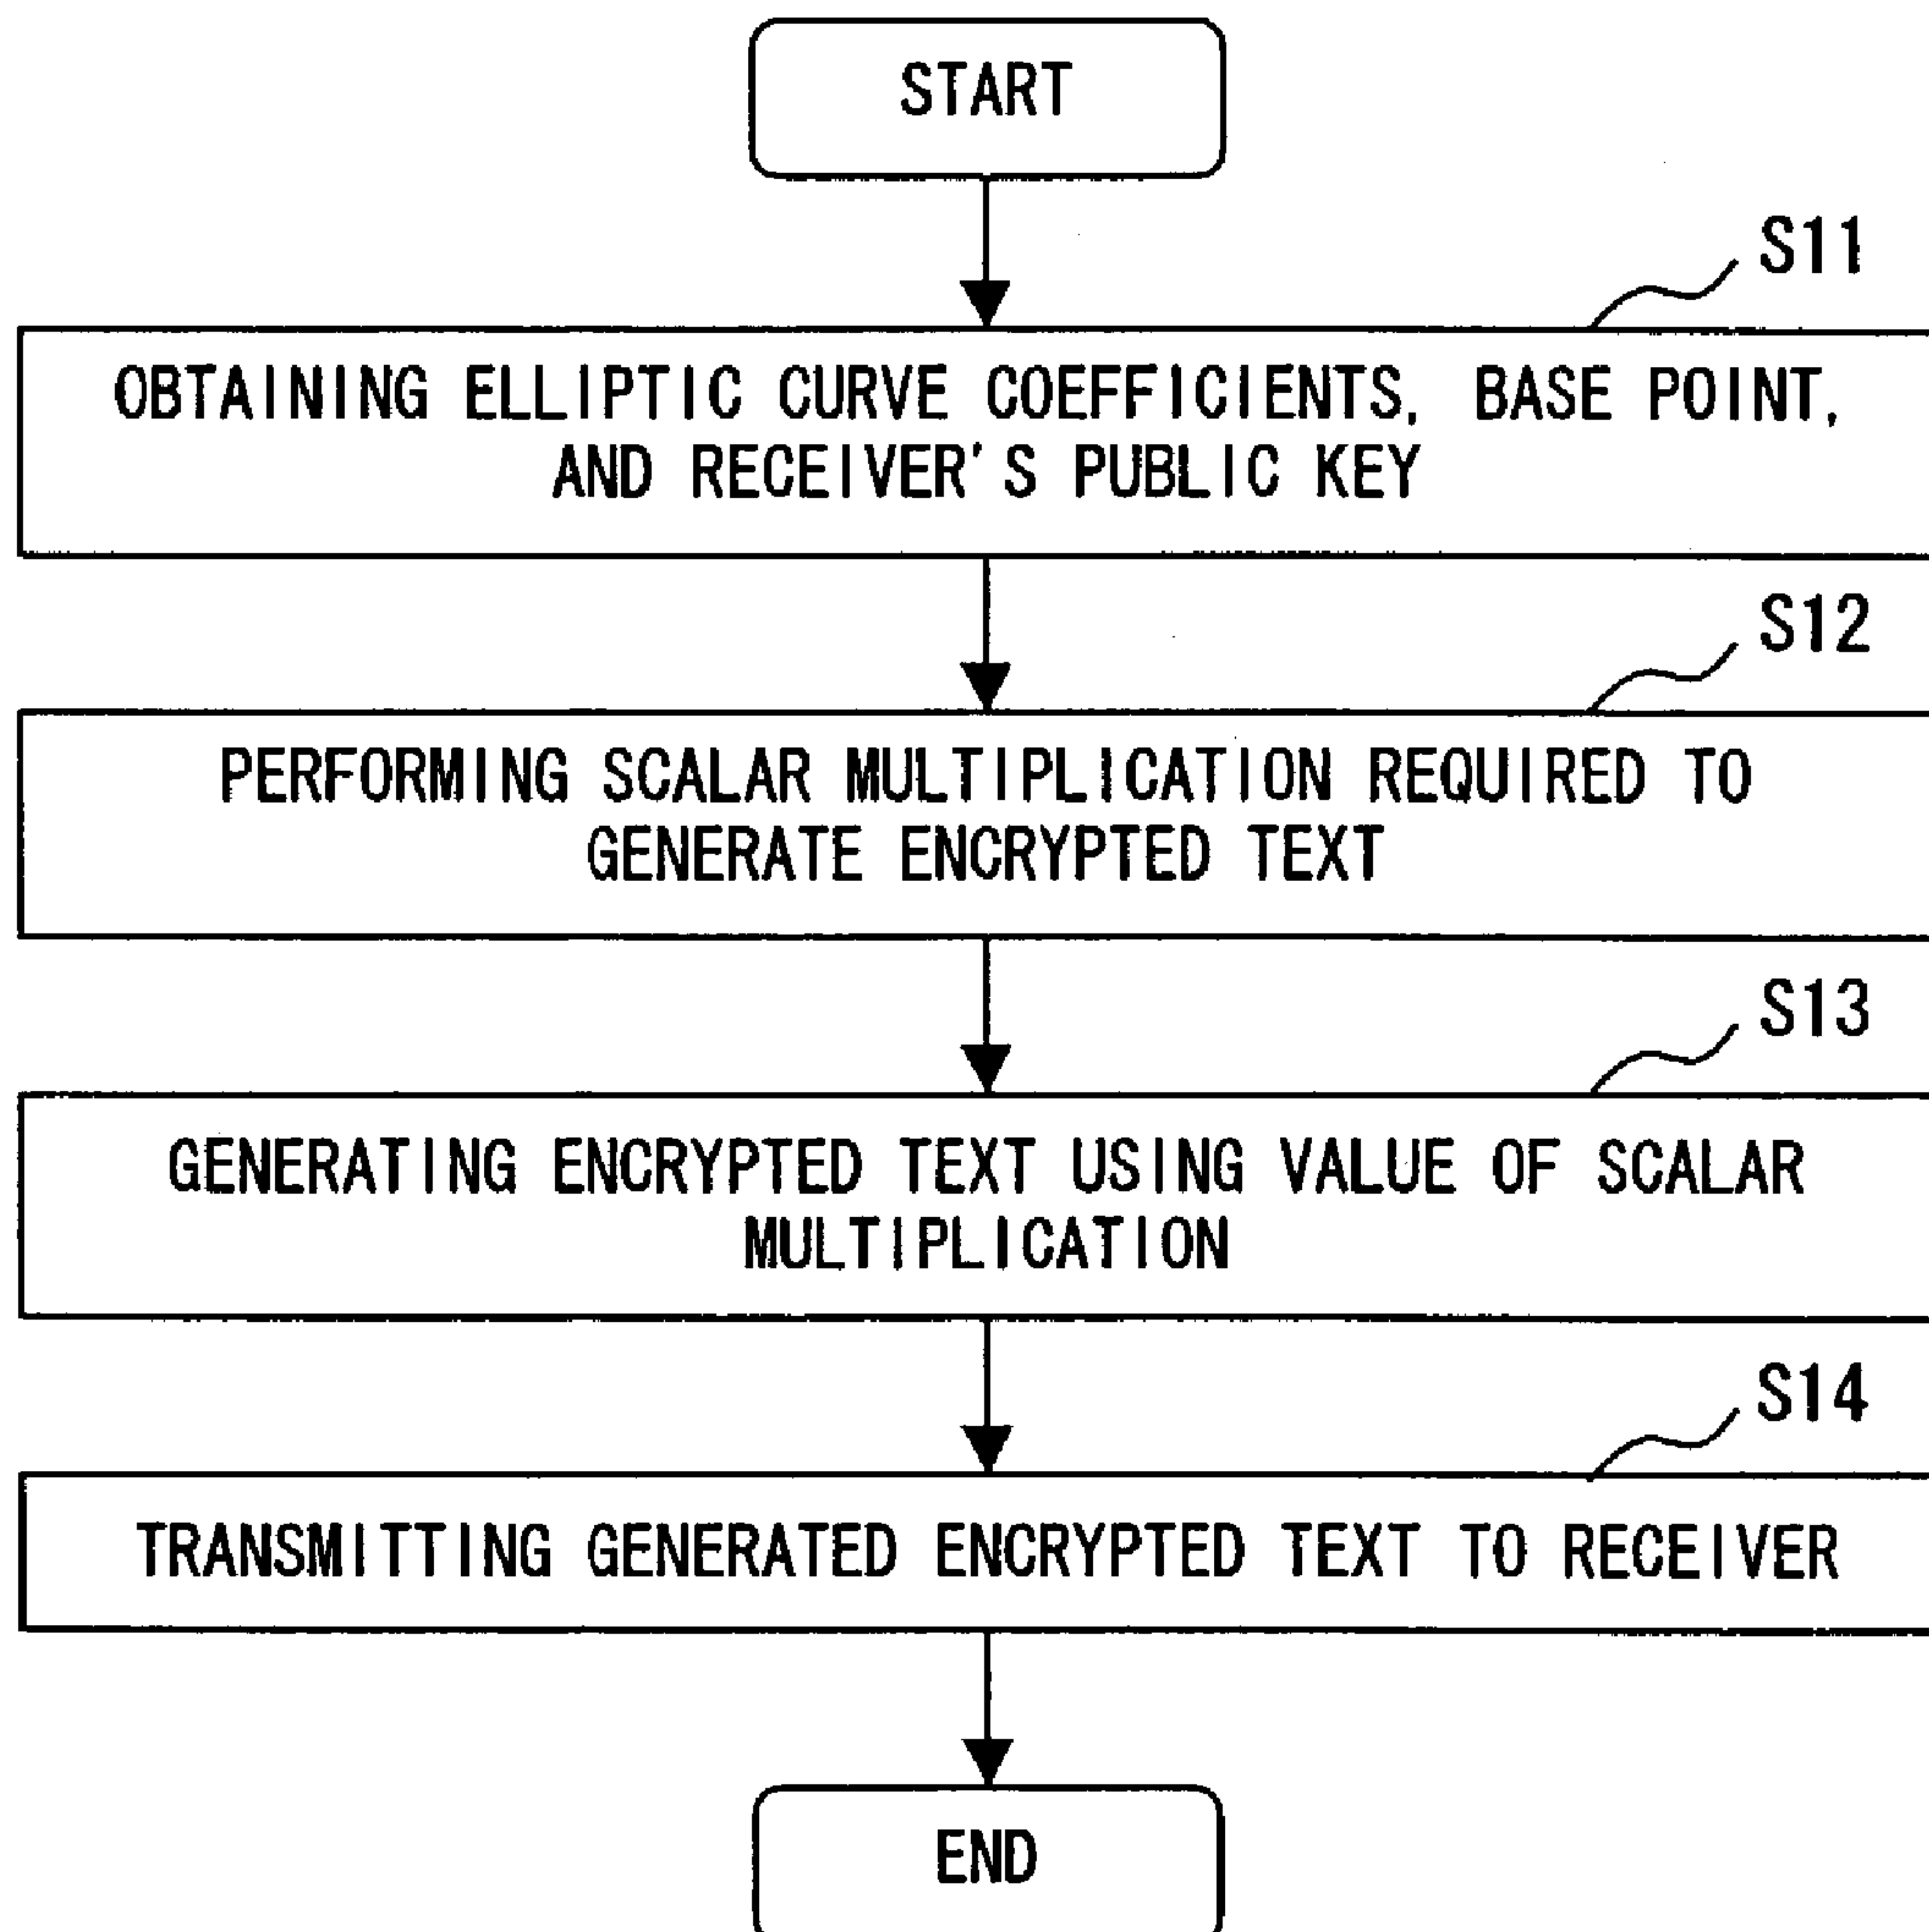 START
S11
OBTAINING ELLIPTIC CURVE COEFFICIENTS, BASE POINT,
AND RECEIVER'S PUBLIC KEY
S12
PERFORMING SCALAR MULTIPLICATION REQUIRED TO
GENERATE ENCRYPTED TEXT
S13
GENERATING ENCRYPTED TEXT USING VALUE OF SCALAR
MULTIPLICATION
S14
TRANSMITTING GENERATED ENCRYPTED TEXT TO RECEIVER
END